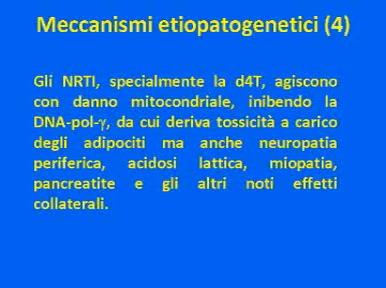 Meccanismi etiopatogenetici (4)
Gli NRTI, specialmente la d4T, agiscono
con danno mitocondriale, inibendo la
DNA-pol-γ, da cui deriva tossicità a carico
degli adipociti ma anche neuropatia
periferica, acidosi lattica, miopatia,
pancreatite e gli altri noti effetti
collaterali.